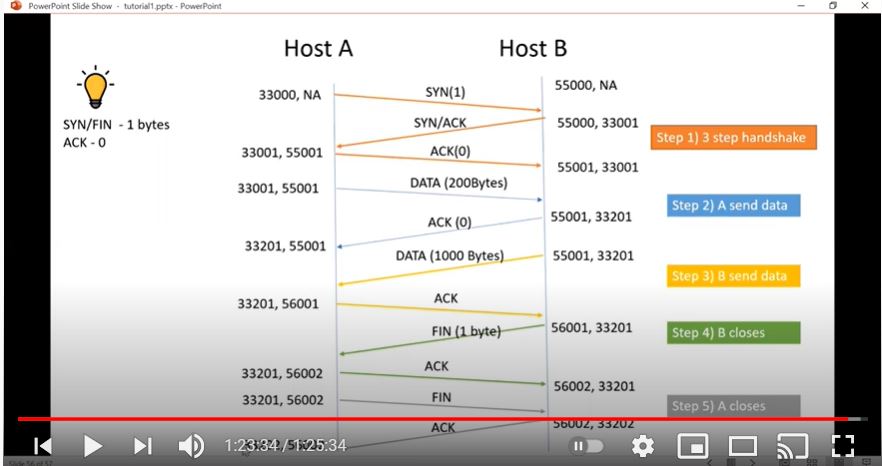 PowerPoint Slide Show - tutorial1.pptx - PowerPoint
Host A
Host B
SYN/FIN - 1 bytes
ACK - 0
33000, NA
SYN(1)
55000, NA
SYN/ACK
55000, 33001
Step 1) 3 step handshake
33001, 55001
ACK(0)
55001, 33001
33001, 55001
DATA (200Bytes)
Step 2) A send data
ACK (0)
55001, 33201
33201, 55001
DATA (1000 Bytes)
55001, 33201
Step 3) B send data
33201, 56001
ACK
FIN (1 byte)
56001, 33201
Step 4) B closes
33201, 56002
ACK
56002, 33201
33201, 56002
FIN
Step 5) A closes
ACK
56002, 33202
1:23:34 / 1:25:34